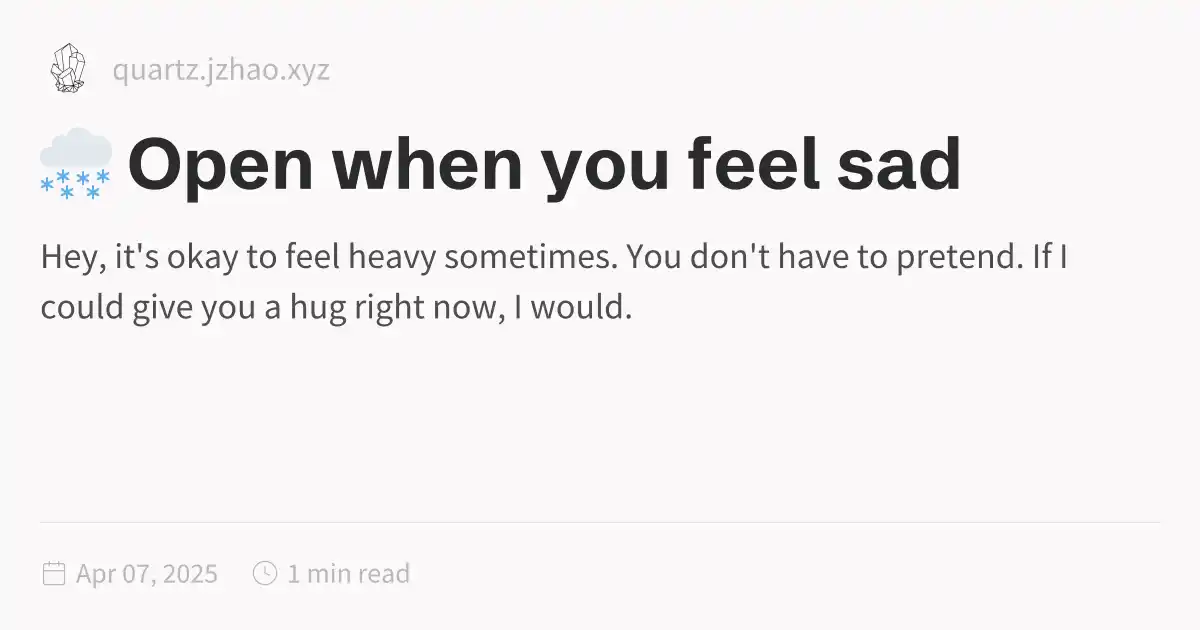 quartz.jzhao.xyz
🌨️ Open when you feel sad
Hey, it's okay to feel heavy sometimes. You don't have to pretend. If I
could give you a hug right now, I would.
Apr 07, 2025 1 min read